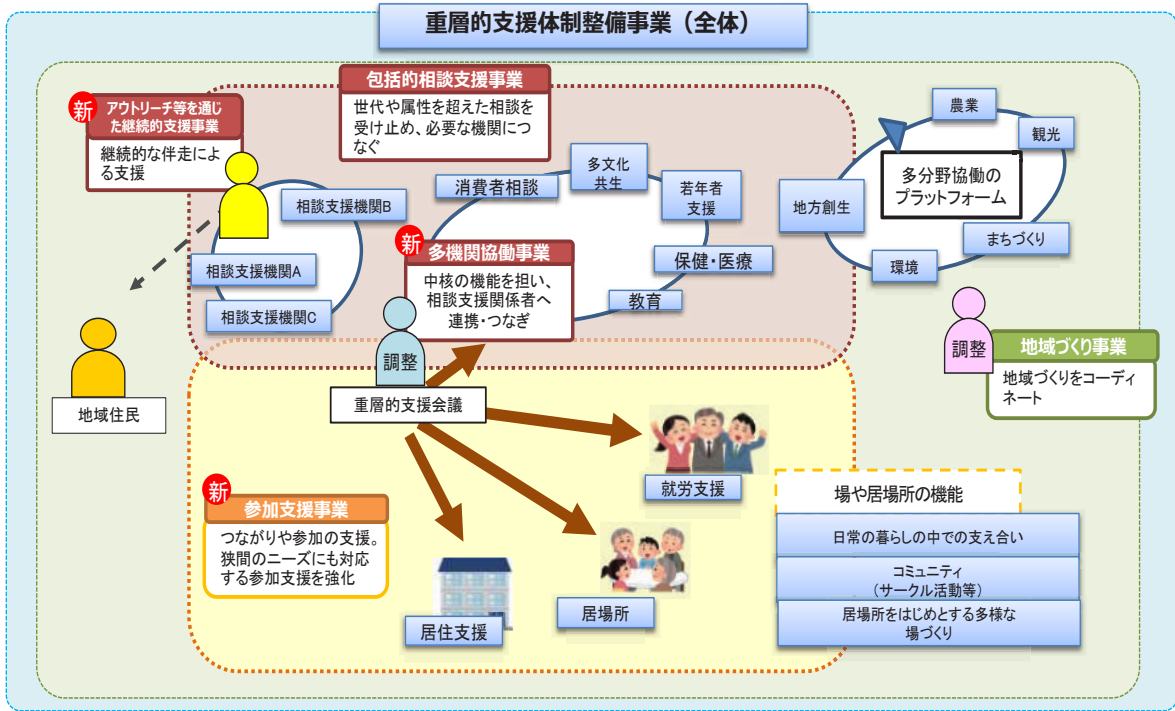 重層的支援体制整備事業（全体）
新
アウトリーチ等を通じ
た継続的支援事業
継続的な伴走によ
る支援
包括的相談支援事業
世代や属性を超えた相談を
受け止め、必要な機関につ
なぐ
相談支援機関B
相談支援機関A
相談支援機関C
消費者相談
多文化
共生
若年者
支援
保健・医療
教育
新
多機関協働事業
中核の機能を担い、
相談支援関係者へ
連携・つなぎ
調整
重層的支援会議
農業
観光
多分野協働の
プラットフォーム
地方創生
まちづくり
環境
調整
地域づくり事業
地域づくりをコーディ
ネート
地域住民
新
参加支援事業
つながりや参加の支援。
狭間のニーズにも対応
する参加支援を強化
就労支援
居場所
居住支援
場や居場所の機能
日常の暮らしの中での支え合い
コミュニティ
（サークル活動等）
居場所をはじめとする多様な
場づくり